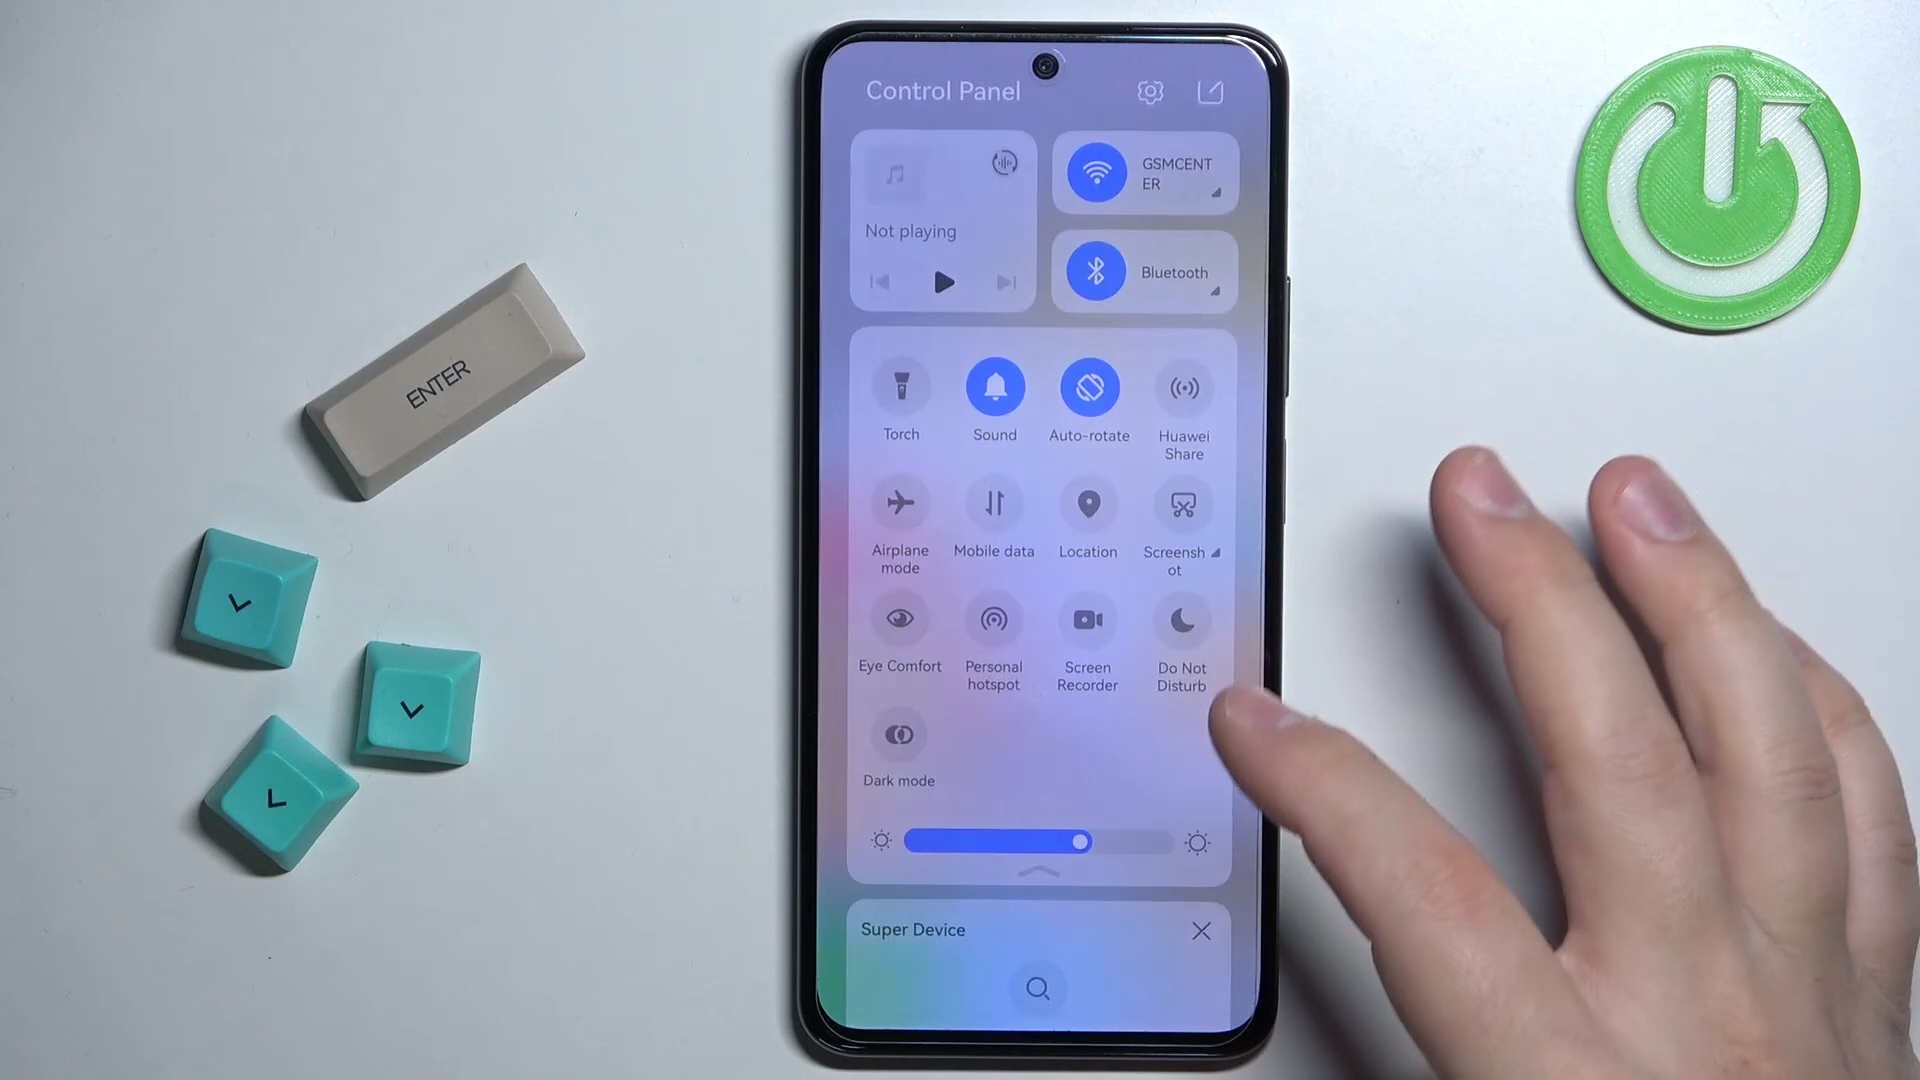 Control Panel
GSMCENT
ER
Not playing
Bluetooth
Torch
Sound
Auto-rotate
Huawei
Share
Airplane
mode
Mobile data
Location
Screensh
ot
Eye Comfort
Personal
hotspot
Screen
Recorder
Do Not
Disturb
Dark mode
Super Device
ENTER